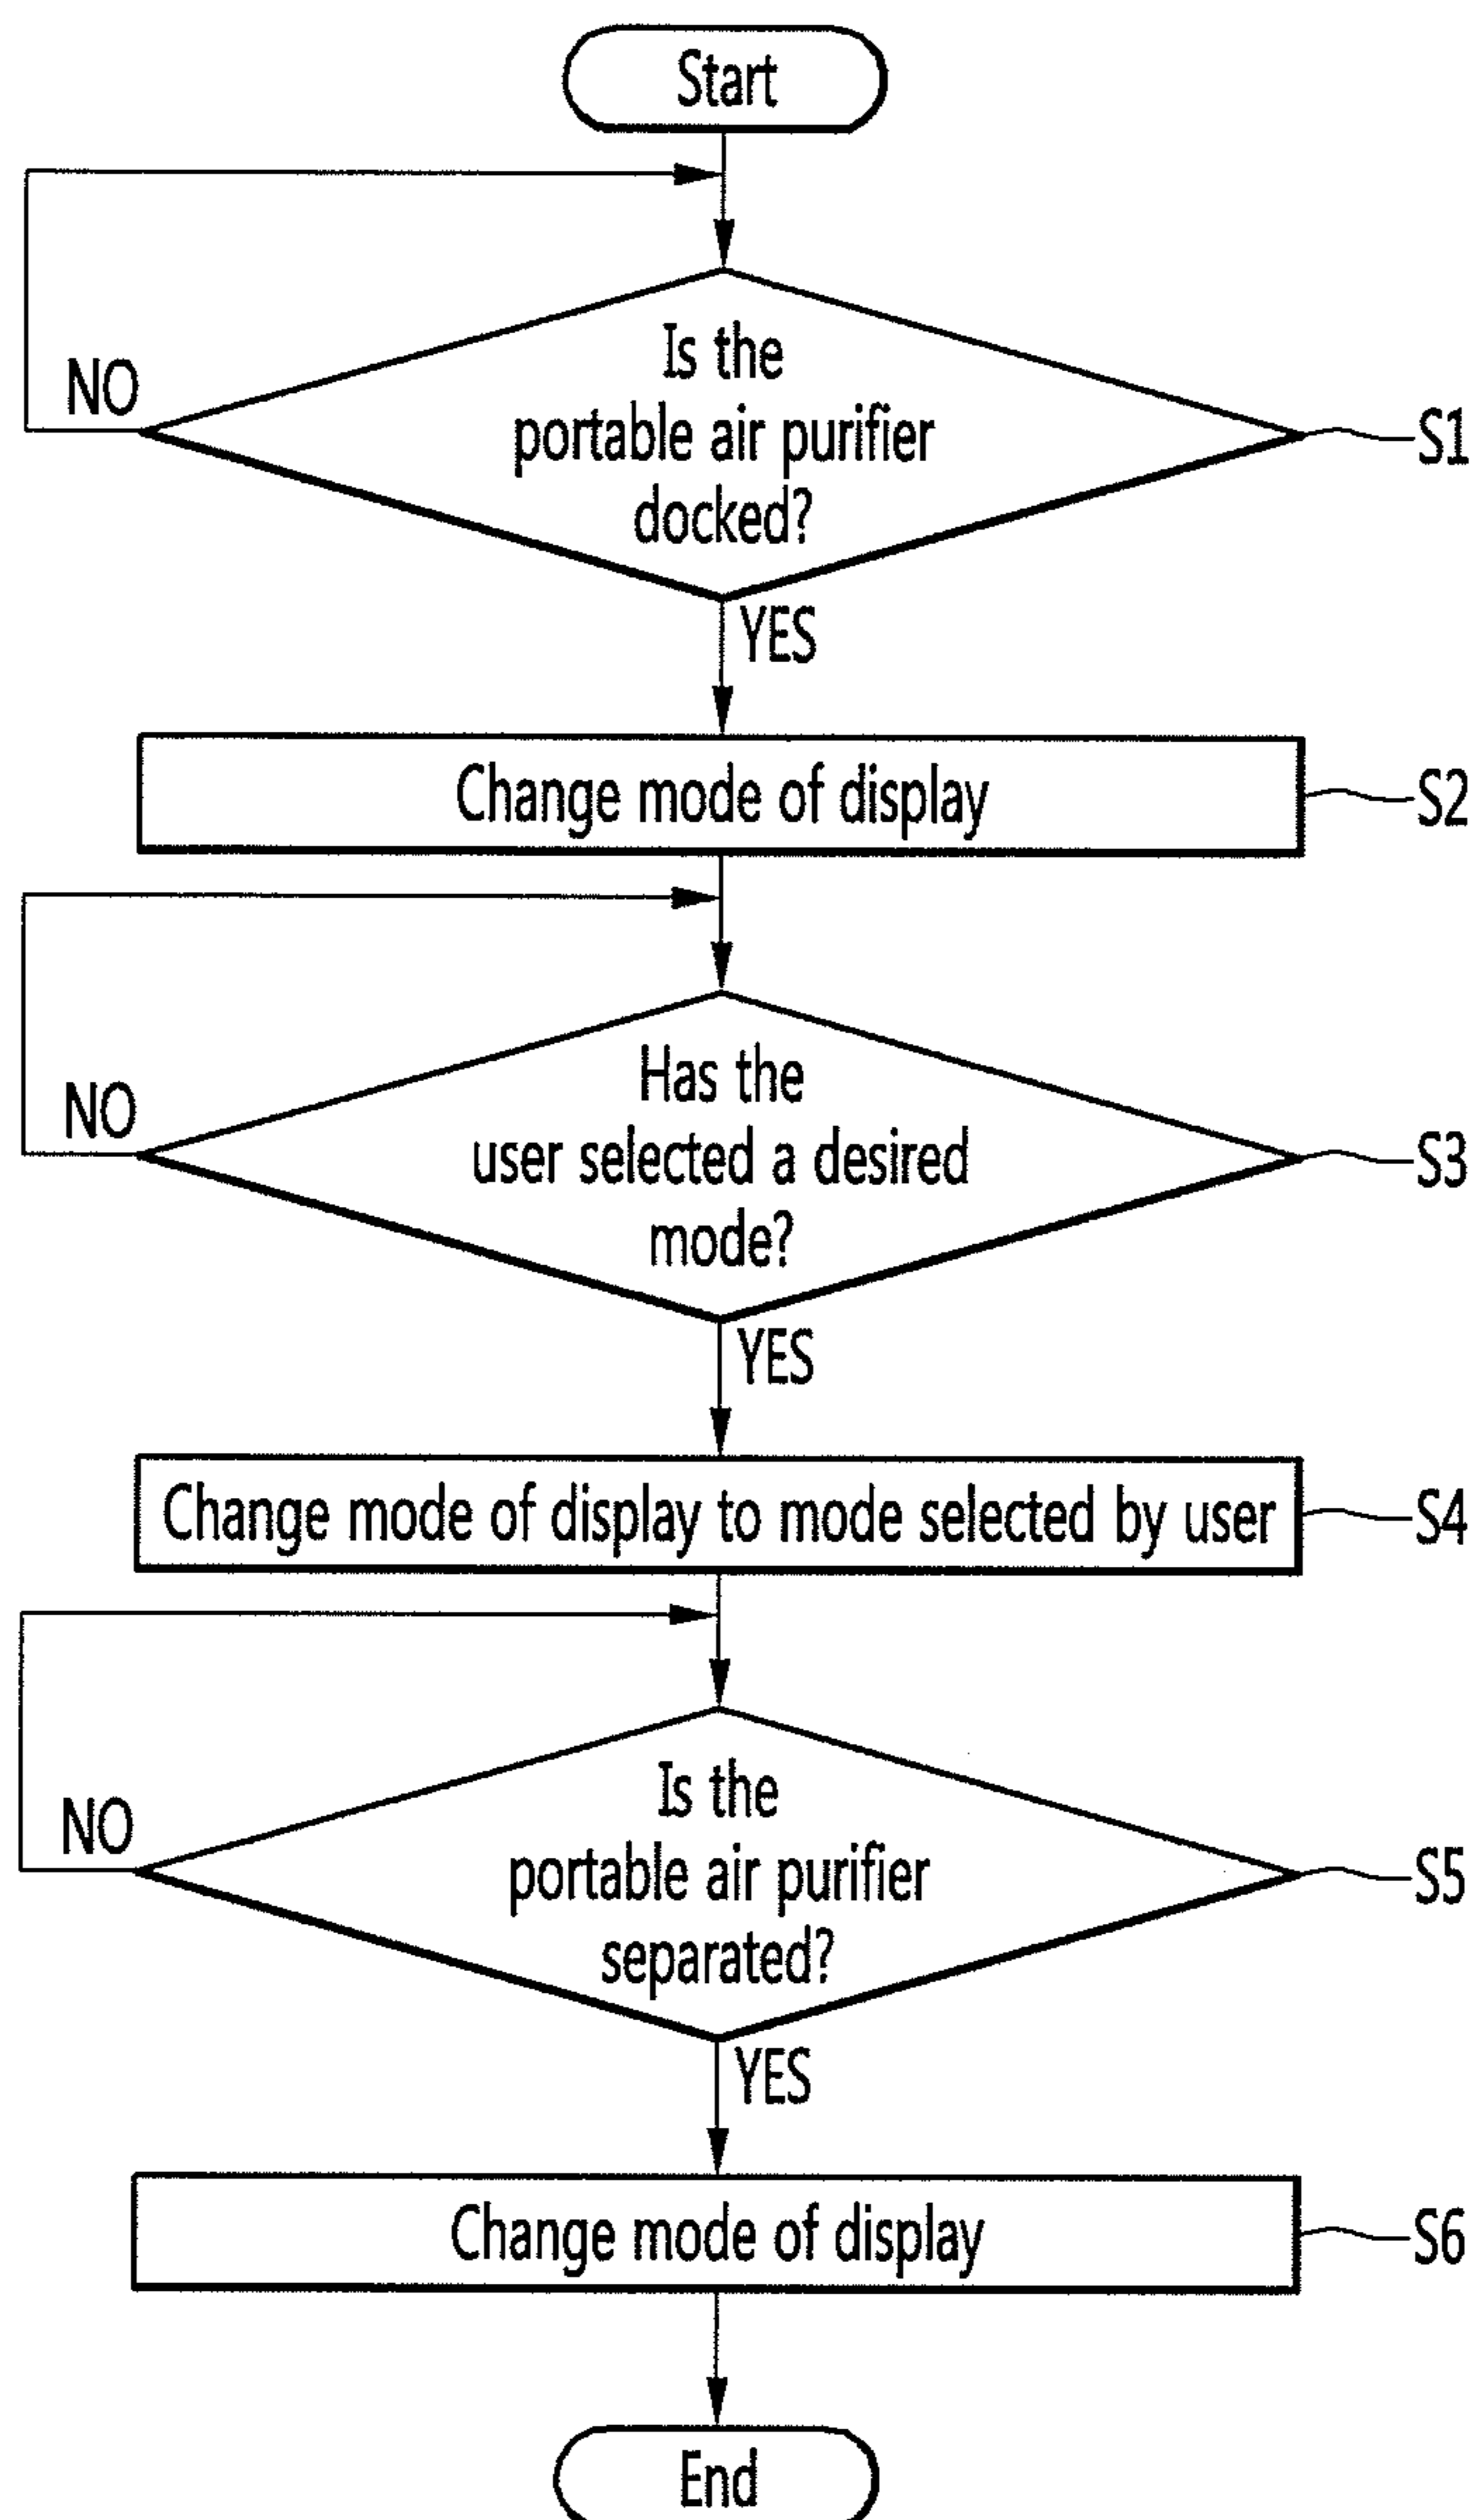 Start
Is the
portable air purifier
docked?
NO
S1
YES
Change mode of display
S2
Has the
user selected a desired
mode?
NO
S3
YES
Change mode of display to mode selected by user
S4
Is the
portable air purifier
separated?
NO
S5
YES
Change mode of display
S6
End